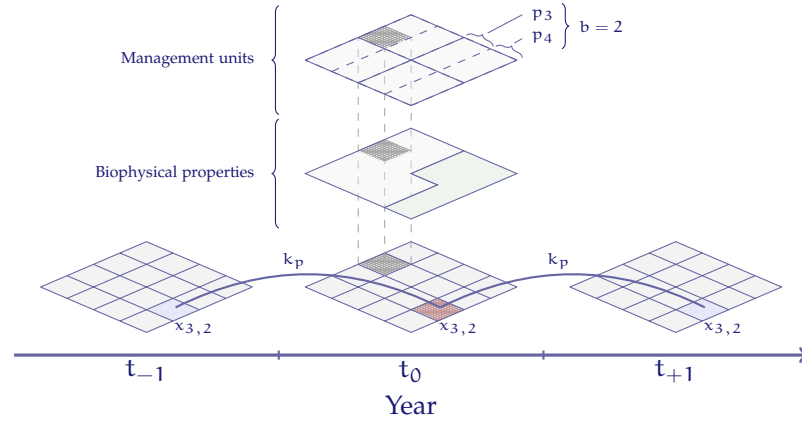 p3
p4
b = 2
Management units
Biophysical properties
kp
kp
x3,2
x3,2
x3,2
t−1
t0
t+1
Year